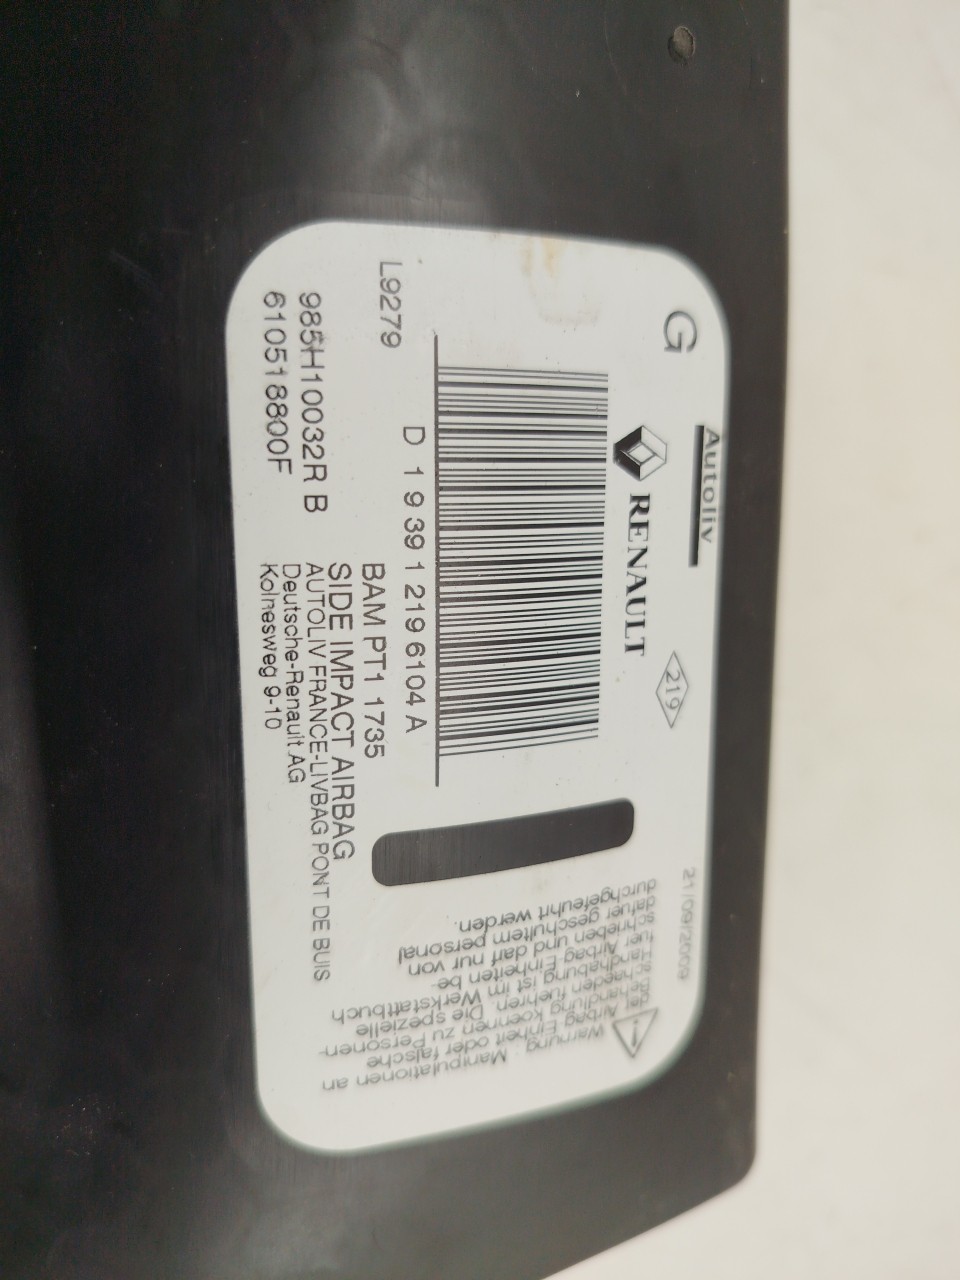 Autoliv
G
219
21/09/2009
RENAULT
D 1 9 39 1 219 6104 A
L9279
BAM PT1 1735
SIDE IMPACT AIRBAG
985H10032R B
AUTOLIV FRANCE-LIVBAG PONT DE BUIS
610518800F
Deutsche-Renault AG
Kolnesweg 9-10
Warnung: Manipulationen an
Airbag Einheit oder falsche
der handlung koennen zu Personen-
schaeden fuehren. Die spezielle
Handhabung ist im Werkstattbuch
fuer Airbag Einheiten be-
schrieben und darf nur von
dafuer geschultem personal
durchgefeuhrt werden.